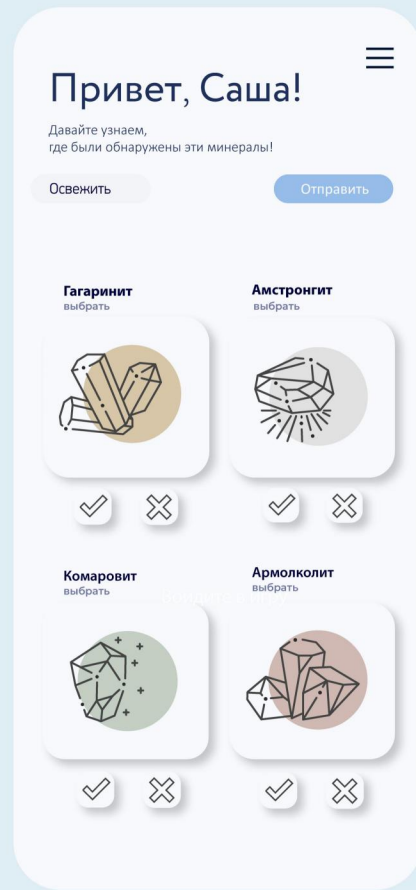 Привет, Саша!
Давайте узнаем,
где были обнаружены эти минералы!
Освежить
Отправить
Гагаринит
выбрать
Амстронгит
выбрать
Комаровит
выбрать
Армолколит
выбрать